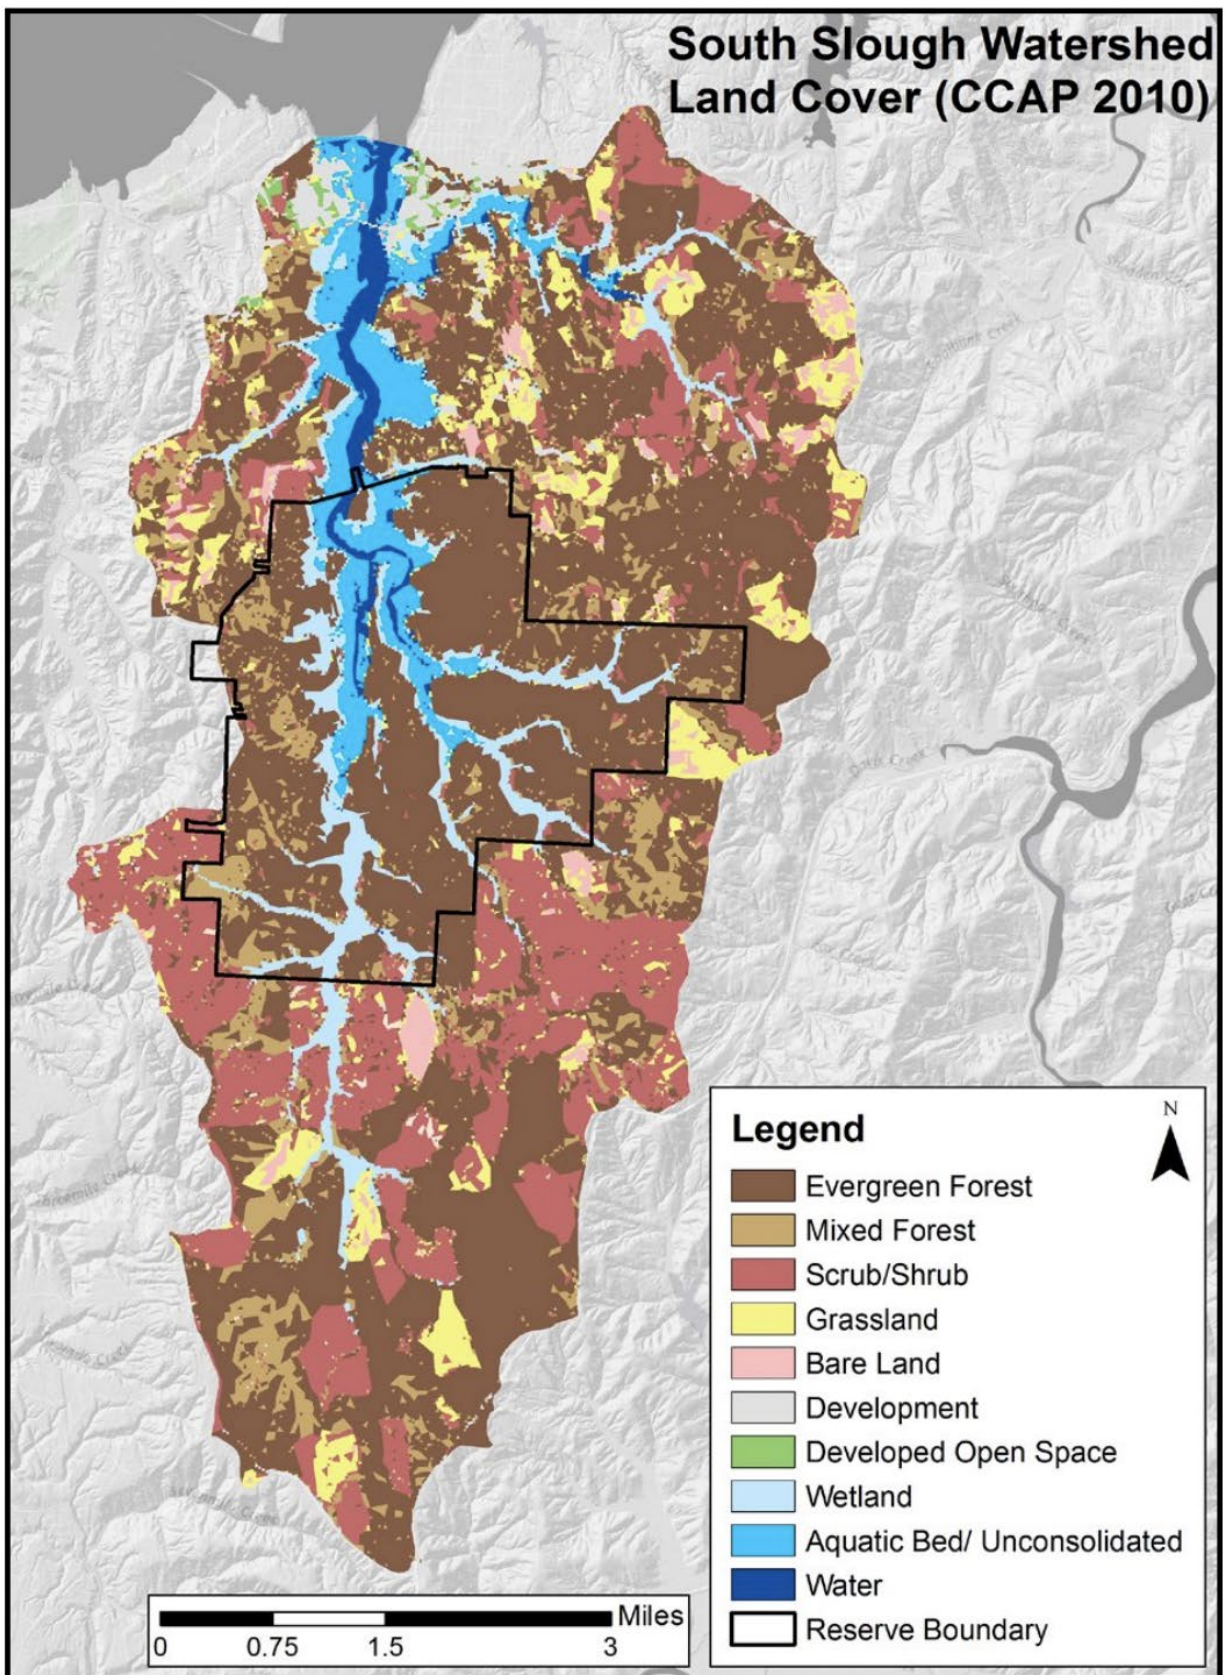 South Slough Watershed
Land Cover (CCAP 2010)
Legend
N
Evergreen Forest
Mixed Forest
Scrub/Shrub
Grassland
Bare Land
Development
Developed Open Space
Wetland
Aquatic Bed/ Unconsolidated
Water
Reserve Boundary
Miles
0 0.75 1.5 3